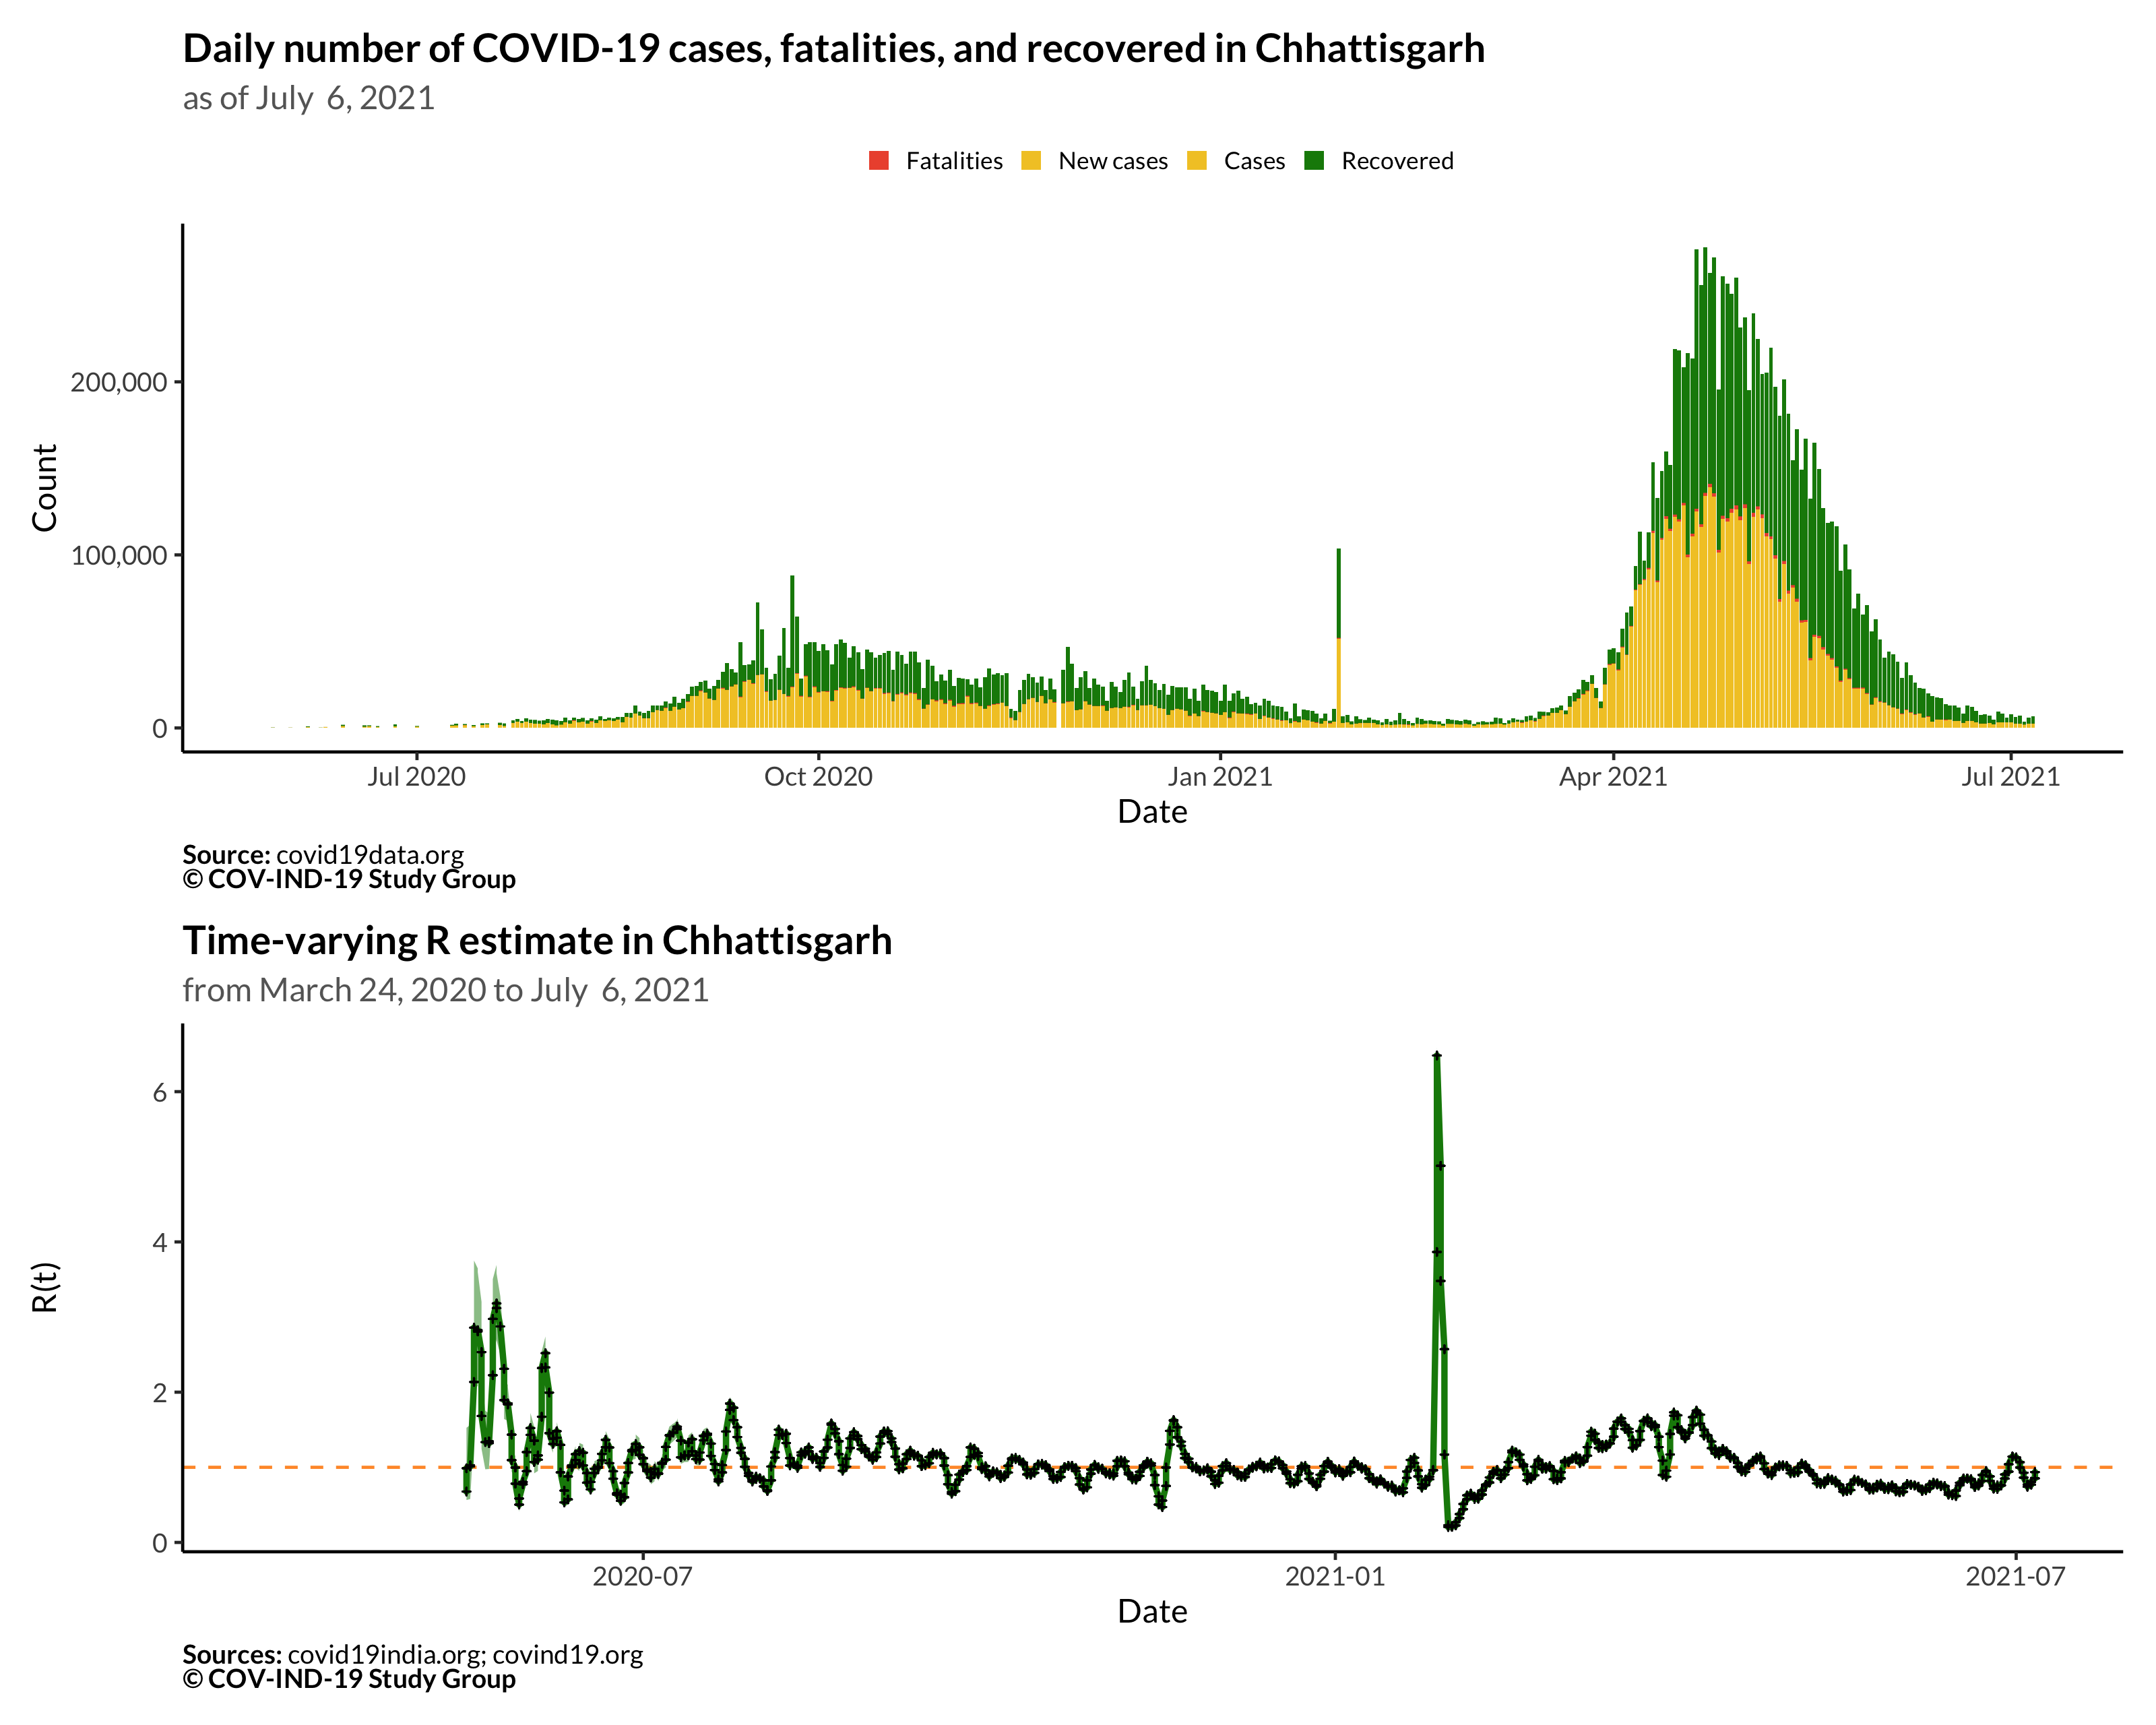 Daily number of COVID-19 cases, fatalities, and recovered in Chhattisgarh
as of July  6, 2021
Fatalities New cases Cases Recovered
Count
200,000
100,000
0
Jul 2020 Oct 2020 Jan 2021 Apr 2021 Jul 2021
Date
Source: covid19data.org
© COV-IND-19 Study Group
Time-varying R estimate in Chhattisgarh
from March 24, 2020 to July  6, 2021
R(t)
6
4
2
0
2020-07 2021-01 2021-07
Date
Sources: covid19india.org; covind19.org
© COV-IND-19 Study Group